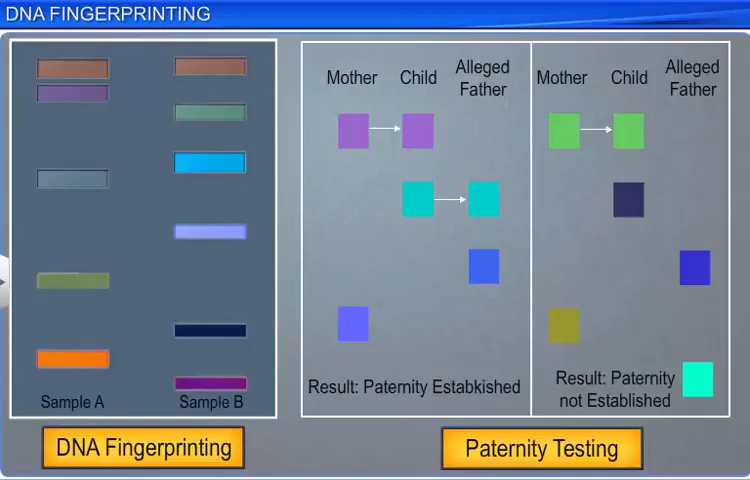 DNA FINGERPRINTING
Sample A
Sample B
DNA Fingerprinting
Mother
Child
Alleged
Father
Result: Paternity Estabkished
Mother
Child
Alleged
Father
Result: Paternity
not Established
Paternity Testing